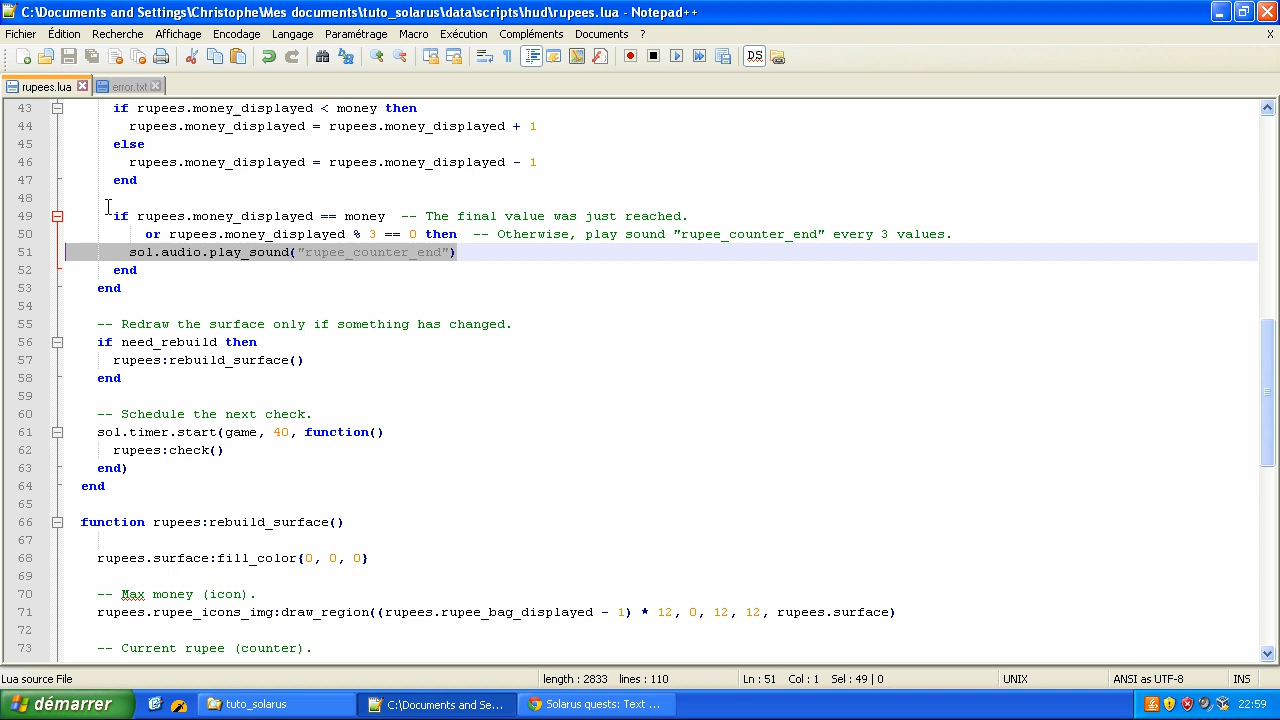 C:\Documents and Settings\Christophe\Mes documents\tuto_solarus\data\scripts\hud\rupees.lua - Notepad++
Fichier Édition Recherche Affichage Encodage Langage Paramétrage Macro Exécution Compléments Documents ? X
DS
rupees.lua error.txt
43 if rupees.money_displayed < money then
44 rupees.money_displayed = rupees.money_displayed + 1
45 else
46 rupees.money_displayed = rupees.money_displayed - 1
47 end
48
49 if rupees.money_displayed == money -- The final value was just reached.
50 or rupees.money_displayed % 3 == 0 then -- Otherwise, play sound "rupee_counter_end" every 3 values.
51 sol.audio.play_sound("rupee_counter_end")
52 end
53 end
54
55 -- Redraw the surface only if something has changed.
56 if need_rebuild then
57 rupees:rebuild_surface()
58 end
59
60 -- Schedule the next check.
61 sol.timer.start(game, 40, function()
62 rupees:check()
63 end)
64 end
65
66 function rupees:rebuild_surface()
67
68 rupees.surface:fill_color{0, 0, 0}
69
70 -- Max money (icon).
71 rupees.rupee_icons_img:draw_region((rupees.rupee_bag_displayed - 1) * 12, 0, 12, 12, rupees.surface)
72
73 -- Current rupee (counter).
Lua source File length : 2833 lines : 110 Ln : 51 Col : 1 Sel : 49 | 0 UNIX ANSI as UTF-8 INS
démarrer tuto_solarus C:\Documents and Se... Solarus quests: Text ... 22:59